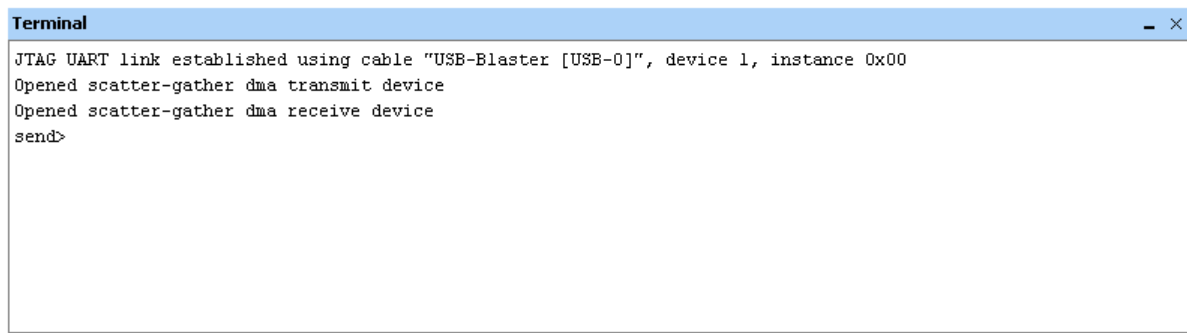 Terminal
JTAG UART link established using cable "USB-Blaster [USB-0]", device 1, instance 0x00
Opened scatter-gather dma transmit device
Opened scatter-gather dma receive device
send>